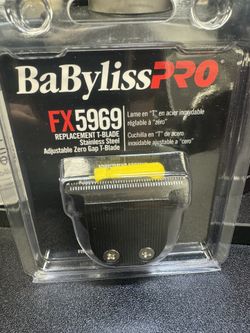 BaBylissPRO
FX5969
REPLACEMENT T-BLADE
Stainless Steel
Adjustable Zero Gap T-Blade
Lame en "T" en acier inoxydable
réglable à "zéro"
Cuchilla en "T" de acero
inoxidable ajustable a "cero"